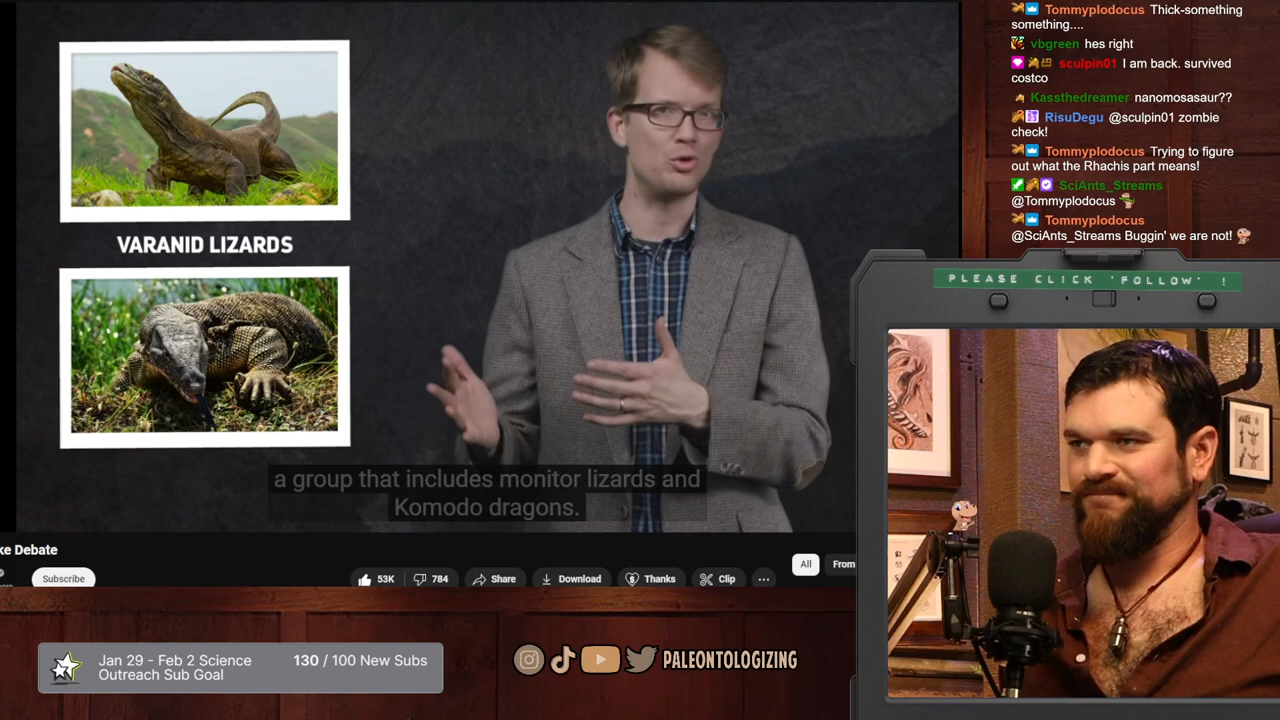 Tommyplodocus Thick-something
something....
vbgreen hes right
sculpin01 I am back. survived
costco
Kassthedreamer nanomosasaur??
RisuDegu @sculpin01 zombie
check!
Tommyplodocus Trying to figure
out what the Rhachis part means!
SciAnts_Streams
@Tommyplodocus
Tommyplodocus
@SciAnts_Streams Buggin' we are not!
VARANID LIZARDS
a group that includes monitor lizards and
Komodo dragons.
PLEASE CLICK 'FOLLOW' !
ke Debate
Subscribe
53K
784
Share
Download
Thanks
Clip
All
From
Jan 29 - Feb 2 Science
Outreach Sub Goal
130 / 100 New Subs
PALEONTOLOGIZING